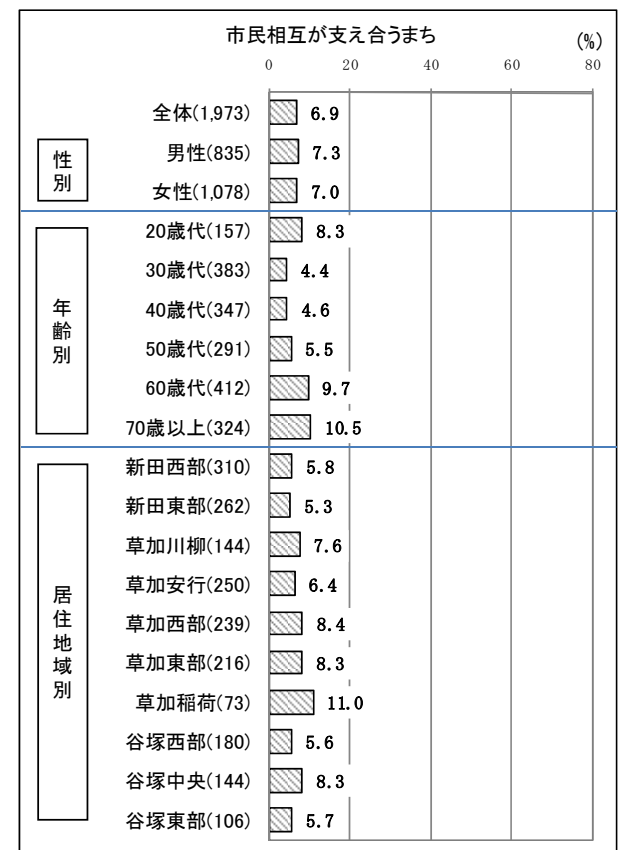 市民相互が支え合うまち
(%)
0 20 40 60 80
全体(1,973) 6.9
性別
男性(835) 7.3
女性(1,078) 7.0
年齢別
20歳代(157) 8.3
30歳代(383) 4.4
40歳代(347) 4.6
50歳代(291) 5.5
60歳代(412) 9.7
70歳以上(324) 10.5
居住地域別
新田西部(310) 5.8
新田東部(262) 5.3
草加川柳(144) 7.6
草加安行(250) 6.4
草加西部(239) 8.4
草加東部(216) 8.3
草加稲荷(73) 11.0
谷塚西部(180) 5.6
谷塚中央(144) 8.3
谷塚東部(106) 5.7